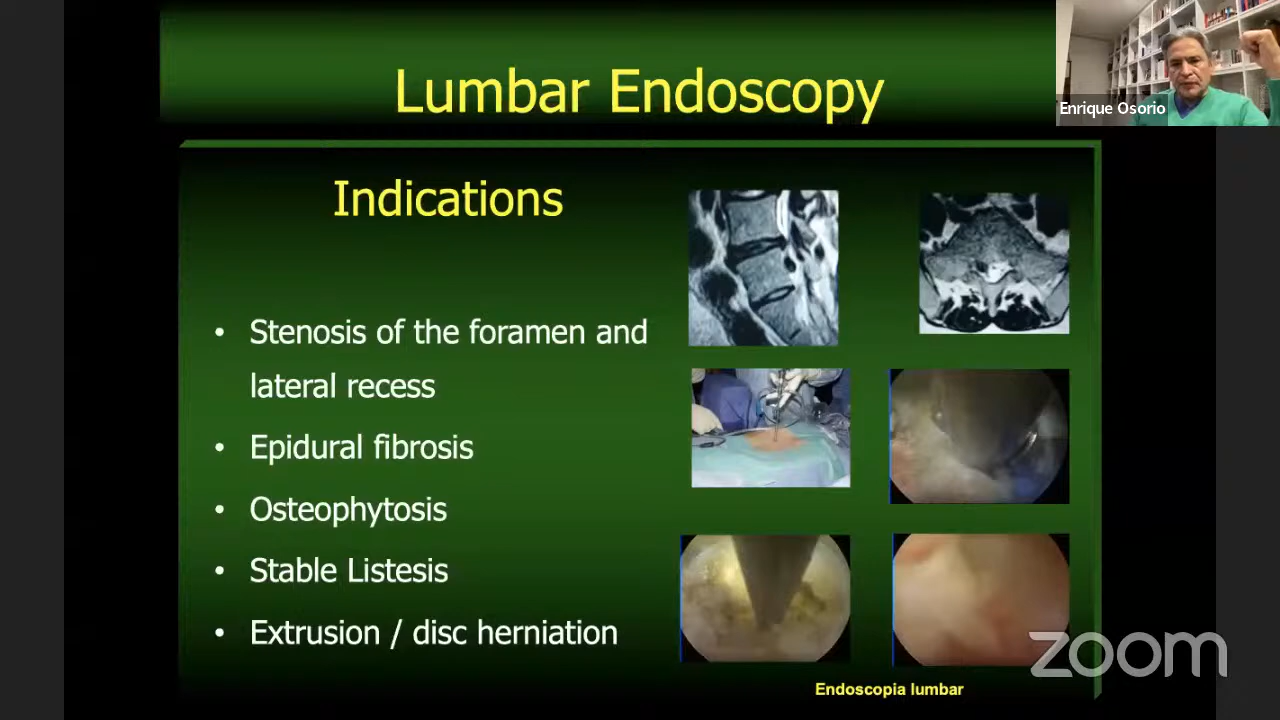 Lumbar Endoscopy
Enrique Osorio
Indications
• Stenosis of the foramen and
lateral recess
• Epidural fibrosis
• Osteophytosis
• Stable Listesis
• Extrusion / disc herniation
zoom
Endoscopia lumbar